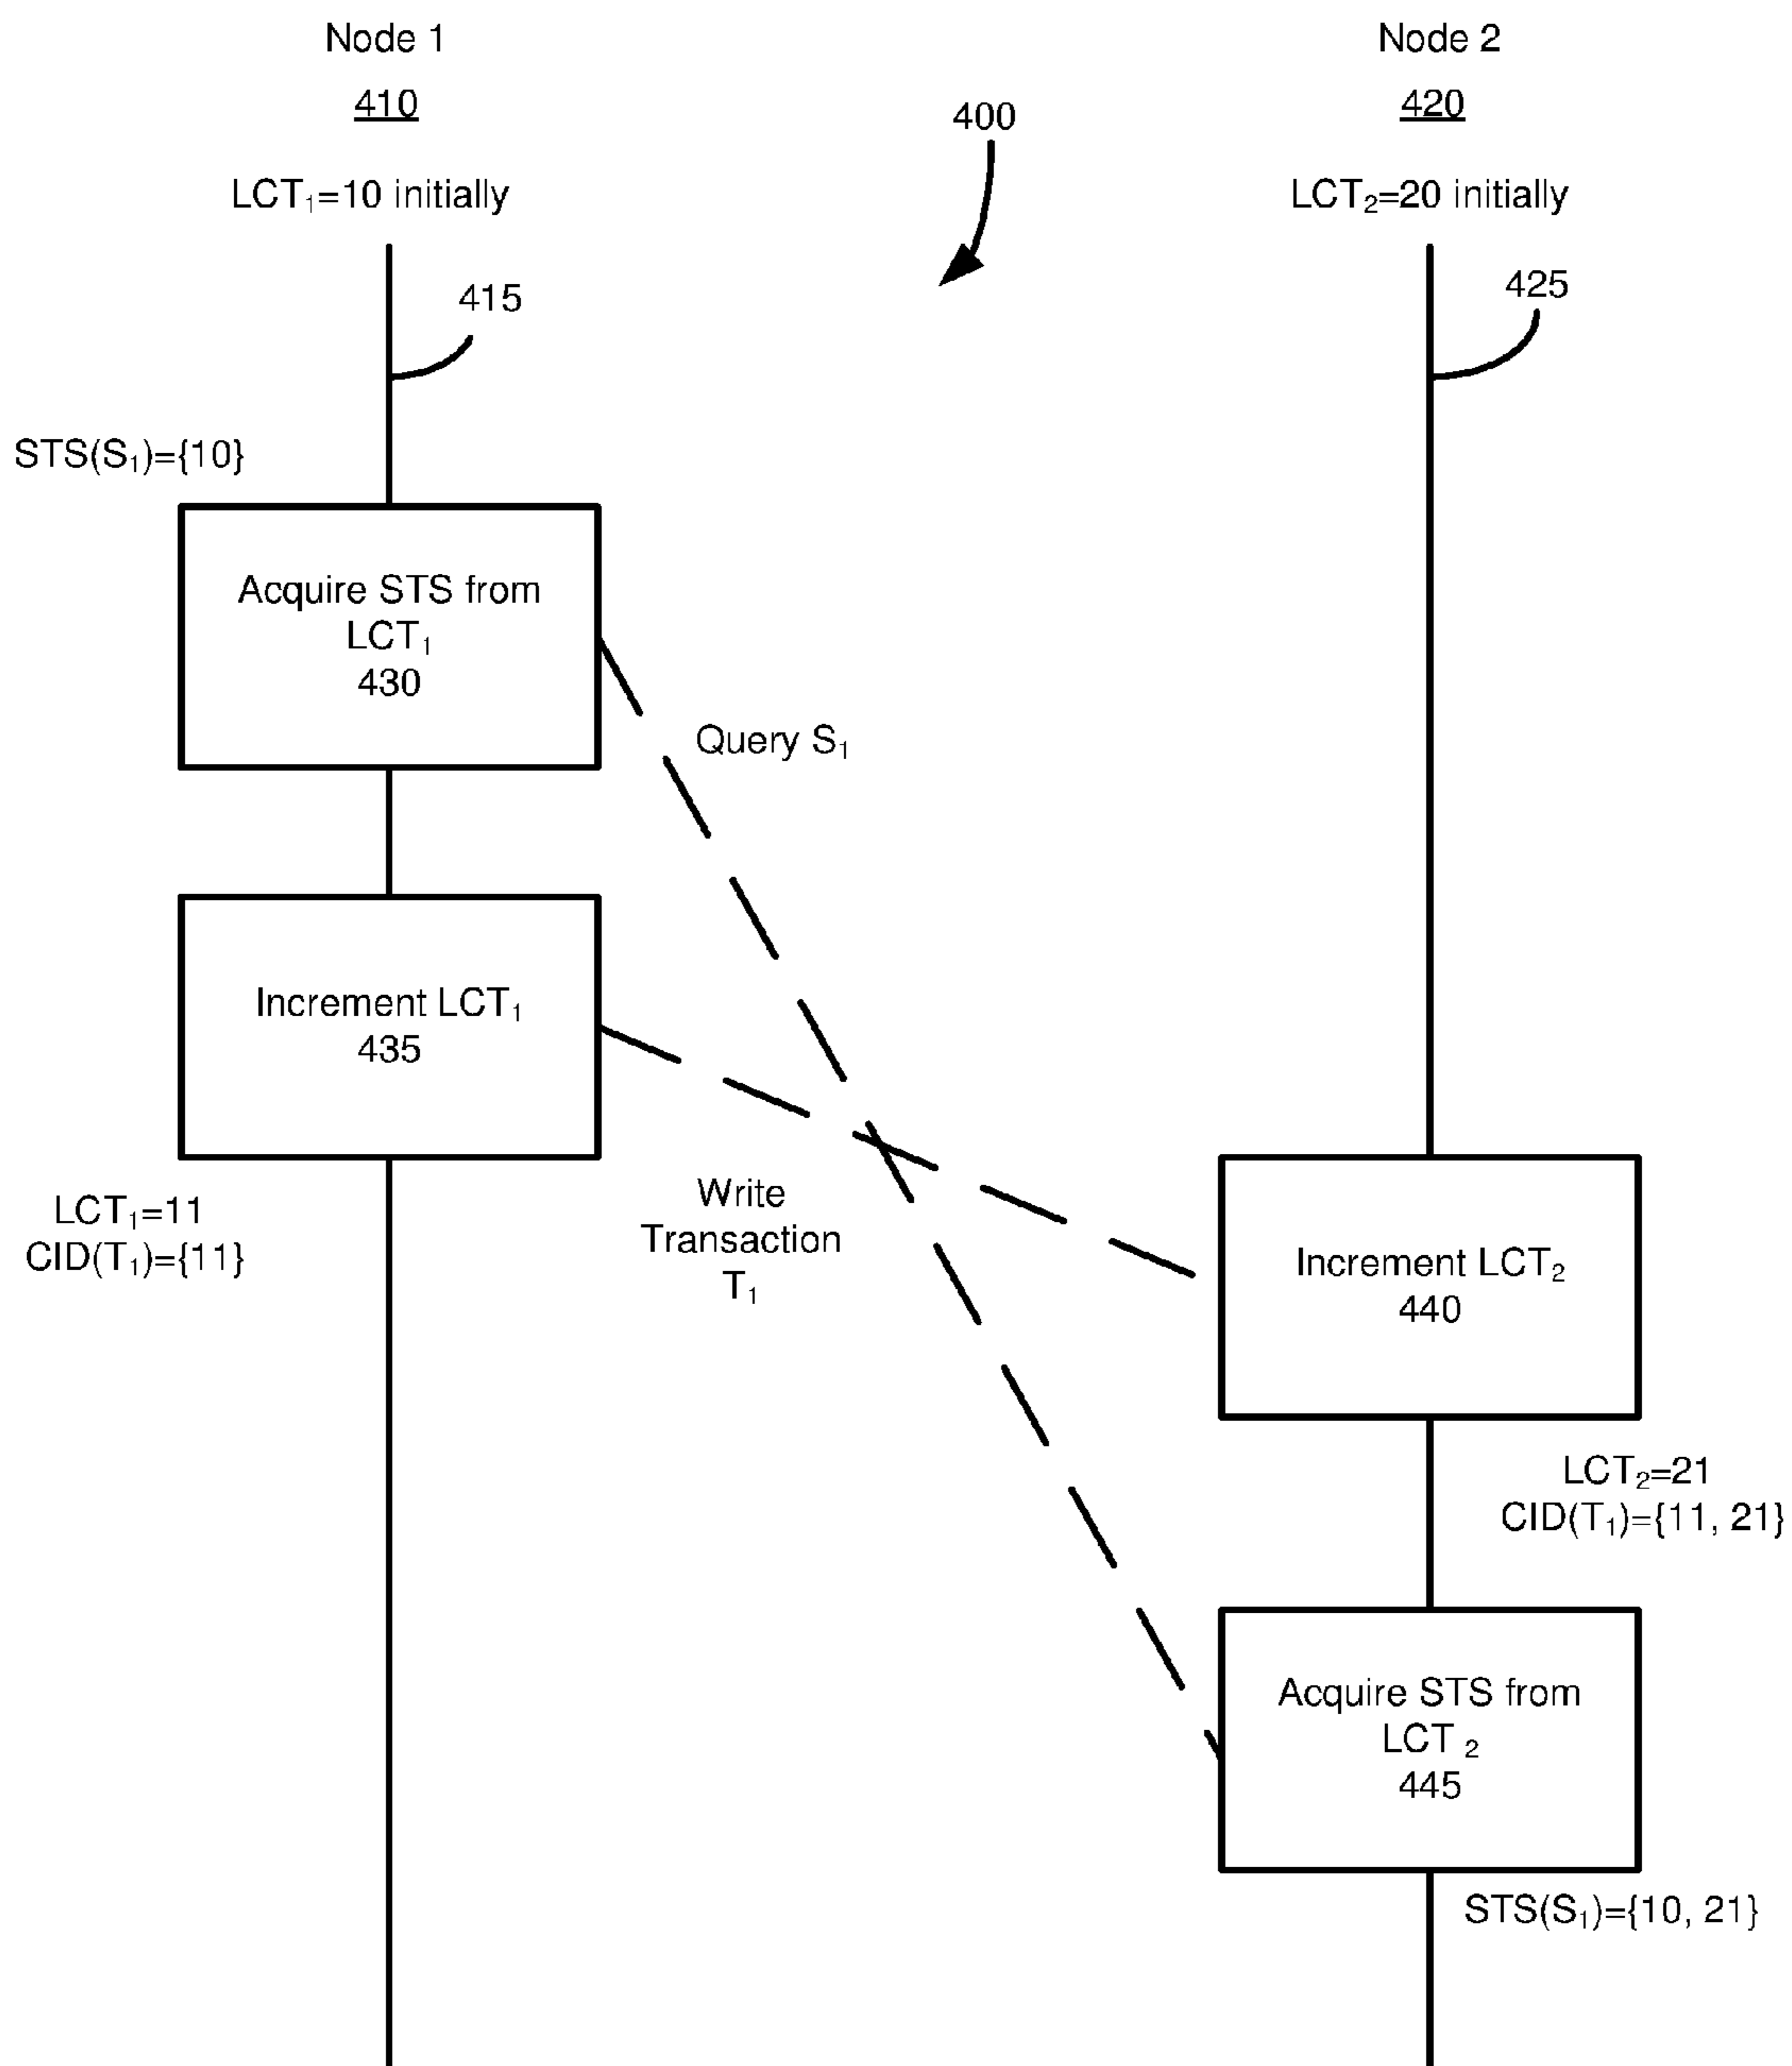 Node 1
410
LCT₁=10 initially
415
STS(S₁)={10}
Acquire STS from
LCT₁
430
Query S₁
Increment LCT₁
435
LCT₁=11
CID(T₁)={11}
Write
Transaction
T₁
400
Node 2
420
LCT₂=20 initially
425
Increment LCT₂
440
LCT₂=21
CID(T₁)={11, 21}
Acquire STS from
LCT ₂
445
STS(S₁)={10, 21}